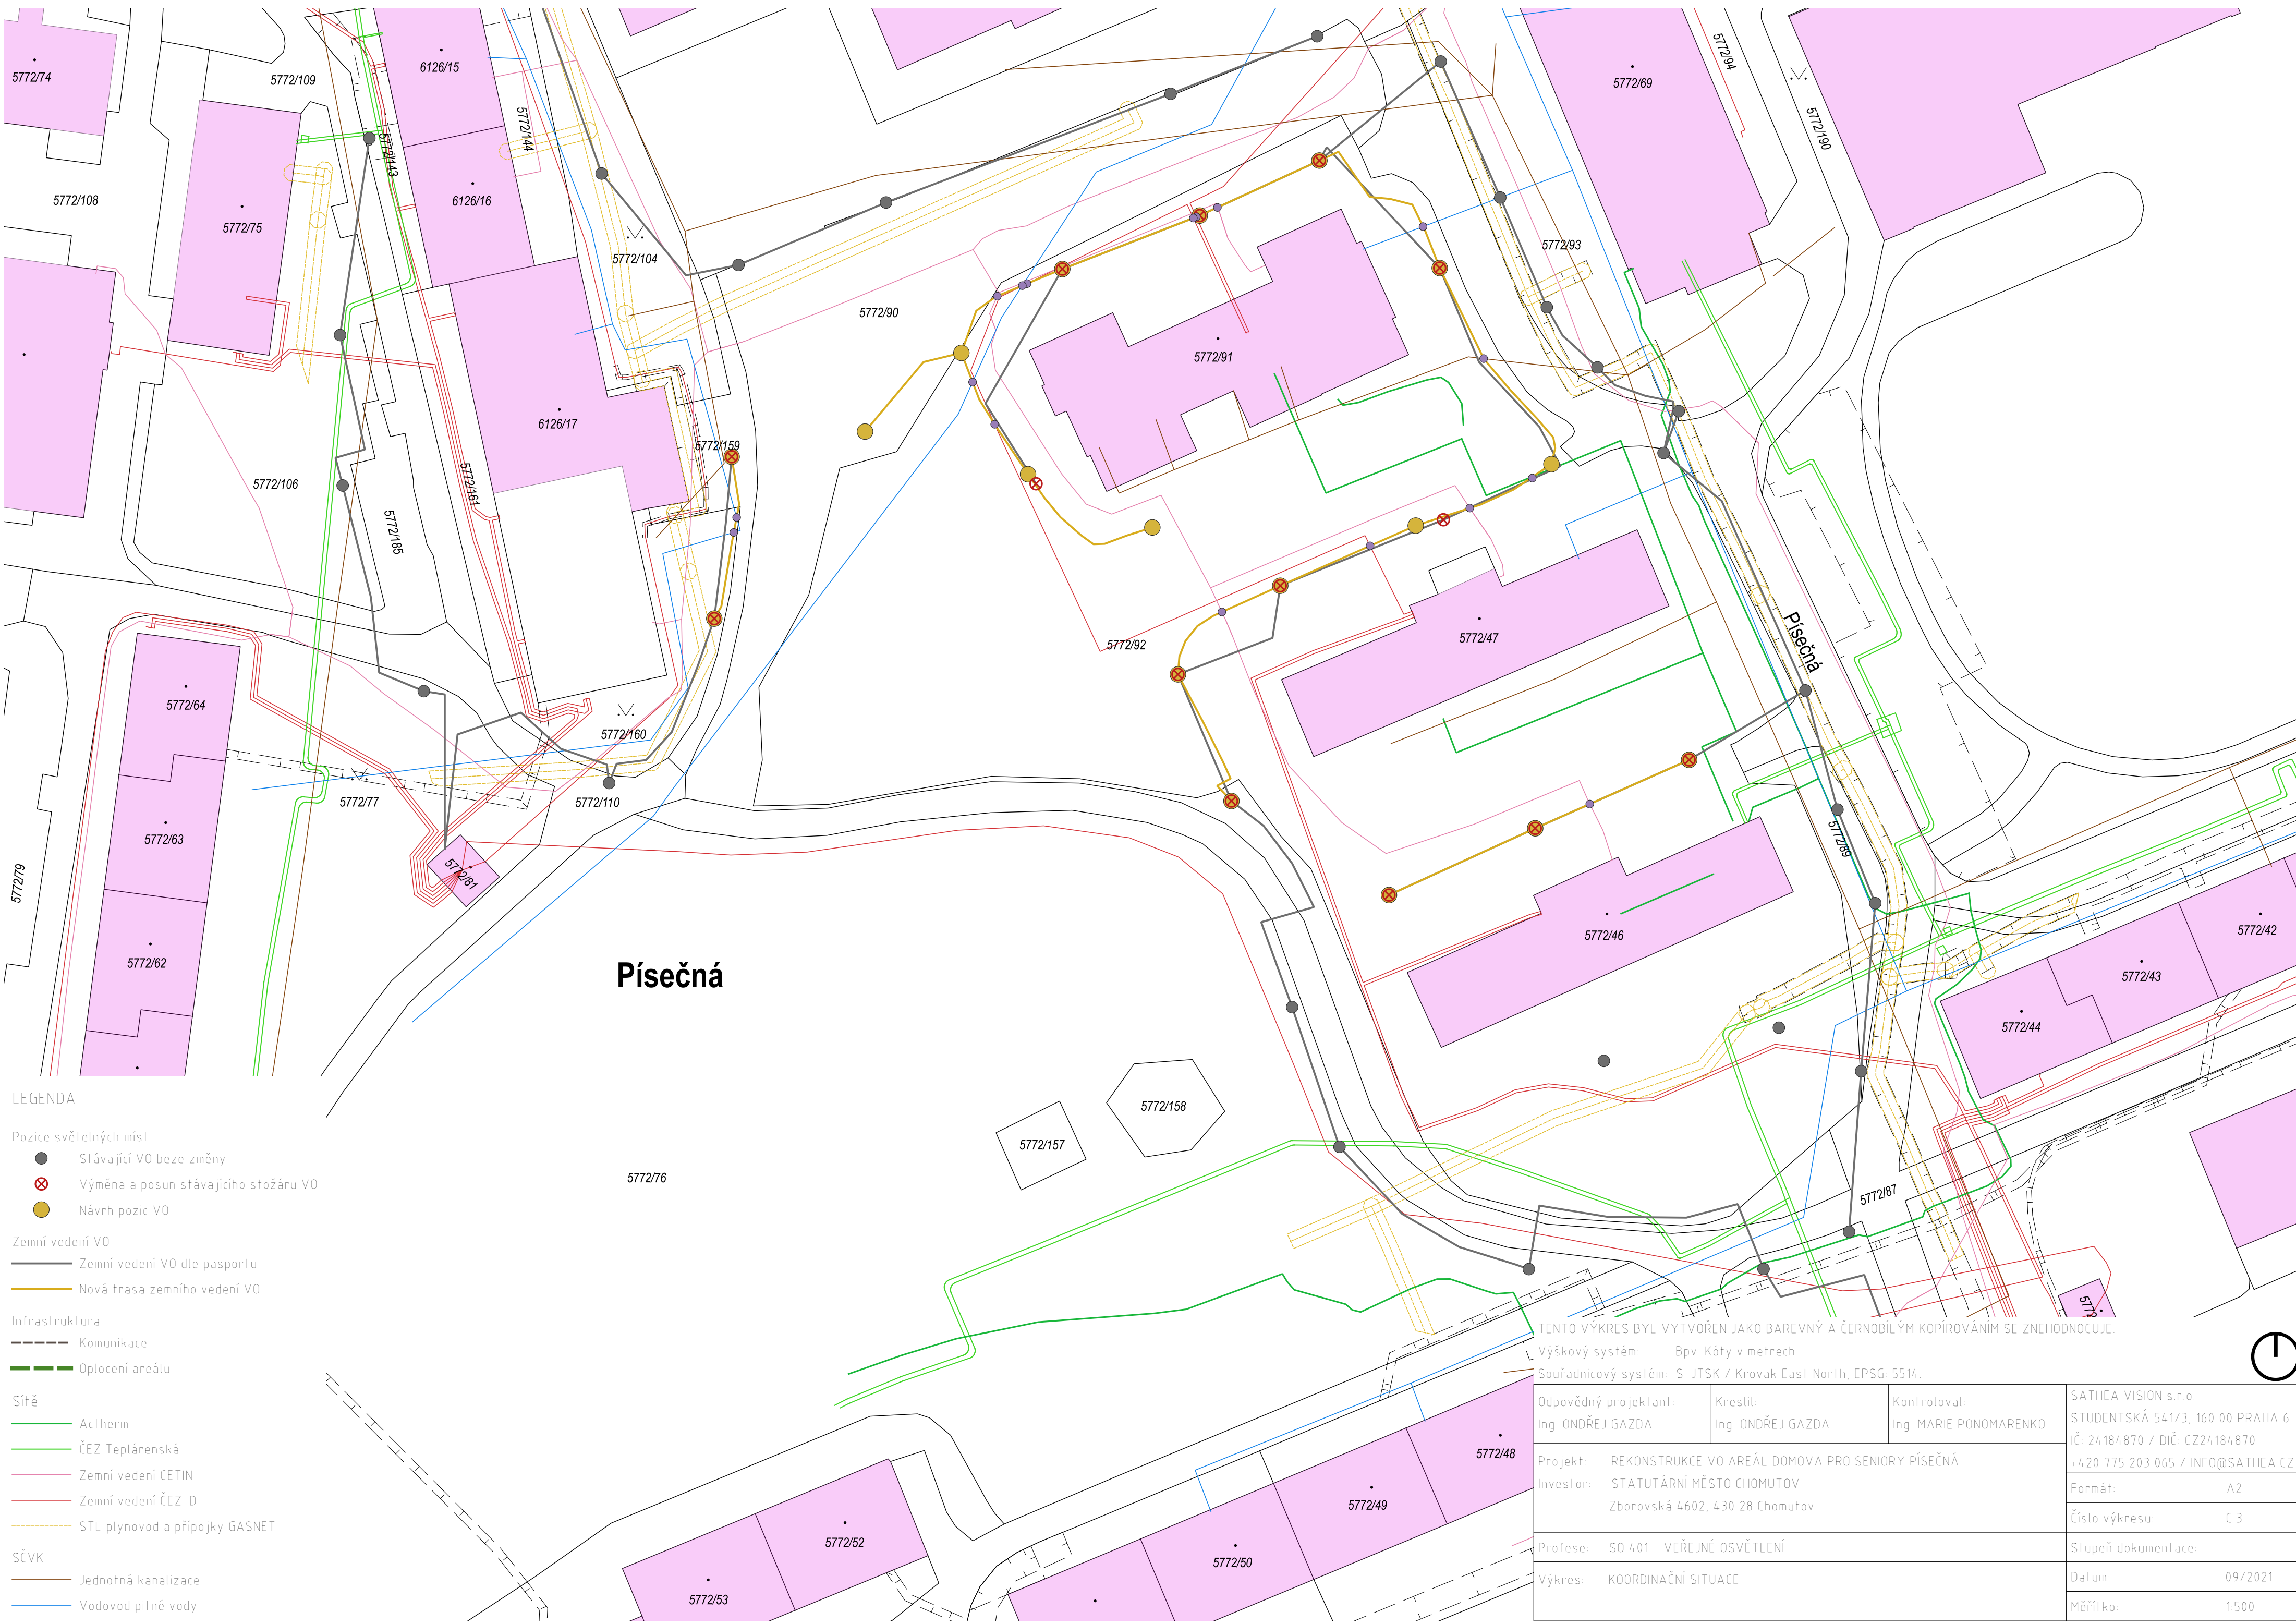 5772/74
5772/109
6126/15
5772/144
5772/143
5772/69
5772/94
5772/190
5772/108
5772/75
6126/16
5772/104
5772/93
5772/90
5772/91
6126/17
5772/159
5772/106
5772/161
5772/185
5772/92
5772/47
Písečná
5772/64
5772/160
5772/77
5772/110
5772/63
5772/89
5772/79
5772/81
5772/62
Písečná
5772/46
5772/42
5772/43
5772/44
5772/158
5772/157
5772/76
5772/87
5772
5772/48
5772/49
5772/50
5772/52
5772/53
LEGENDA
Pozice světelných míst
Stávající VO beze změny
Výměna a posun stávajícího stožáru VO
Návrh pozic VO
Zemní vedení VO
Zemní vedení VO dle pasportu
Nová trasa zemního vedení VO
Infrastruktura
Komunikace
Oplocení areálu
Sítě
Actherm
ČEZ Teplárenská
Zemní vedení CETIN
Zemní vedení ČEZ-D
STL plynovod a přípojky GASNET
SČVK
Jednotná kanalizace
Vodovod pitné vody
TENTO VÝKRES BYL VYTVOŘEN JAKO BAREVNÝ A ČERNOBÍLÝM KOPÍROVÁNÍM SE ZNEHODNOCUJE
Výškový systém: Bpv. Kóty v metrech.
Souřadnicový systém: S-JTSK / Krovak East North, EPSG: 5514.
Odpovědný projektant:
Ing. ONDŘEJ GAZDA
Kreslil:
Ing. ONDŘEJ GAZDA
Kontroloval:
Ing. MARIE PONOMARENKO
SATHEA VISION s.r.o.
STUDENTSKÁ 541/3, 160 00 PRAHA 6
IČ: 24184870 / DIČ: CZ24184870
+420 775 203 065 / INFO@SATHEA.CZ
Projekt: REKONSTRUKCE VO AREÁL DOMOVA PRO SENIORY PÍSEČNÁ
Investor: STATUTÁRNÍ MĚSTO CHOMUTOV
Zborovská 4602, 430 28 Chomutov
Profese: SO 401 - VEŘEJNÉ OSVĚTLENÍ
Výkres: KOORDINAČNÍ SITUACE
Formát: A2
Číslo výkresu: C.3
Stupeň dokumentace: -
Datum: 09/2021
Měřítko: 1:500